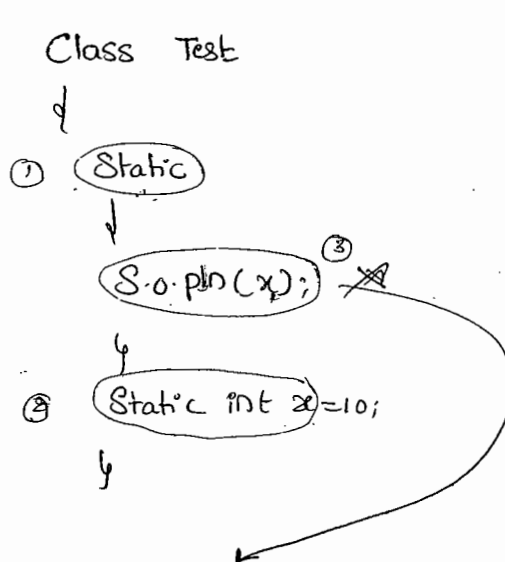 Class Test
{
① Static
{
S.o.pln(x); ③
}
② Static int x=10;
}